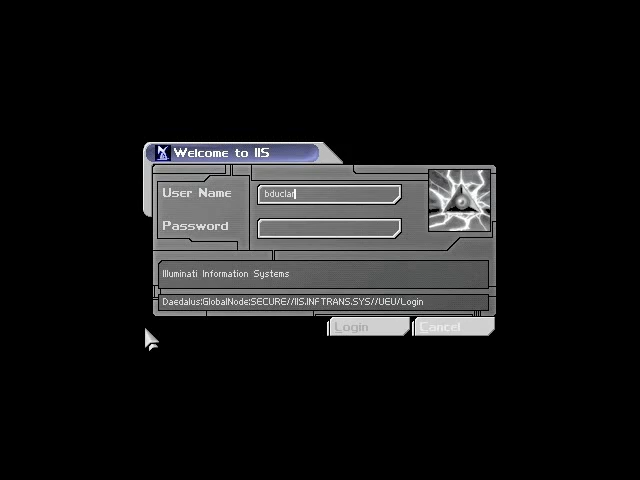 Welcome to IIS
User Name
bduclar
Password
Illuminati Information Systems
Daedalus:GlobalNode:SECURE//IIS.INFTRANS.SYS//UEU/Login
Login
Cancel